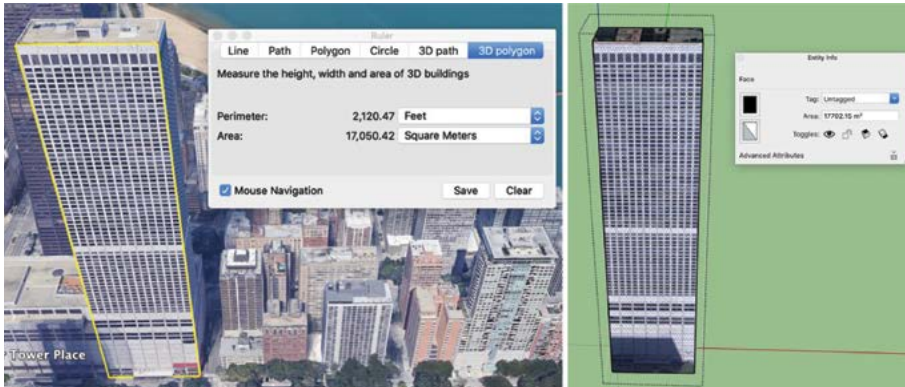 Ruler
Line Path Polygon Circle 3D path 3D polygon
Measure the height, width and area of 3D buildings
Perimeter: 2,120.47 Feet
Area: 17,050.42 Square Meters
Mouse Navigation Save Clear
Tower Place
Entity Info
Face
Tag: Untagged
Area: 17702.15 m²
Toggles:
Advanced Attributes